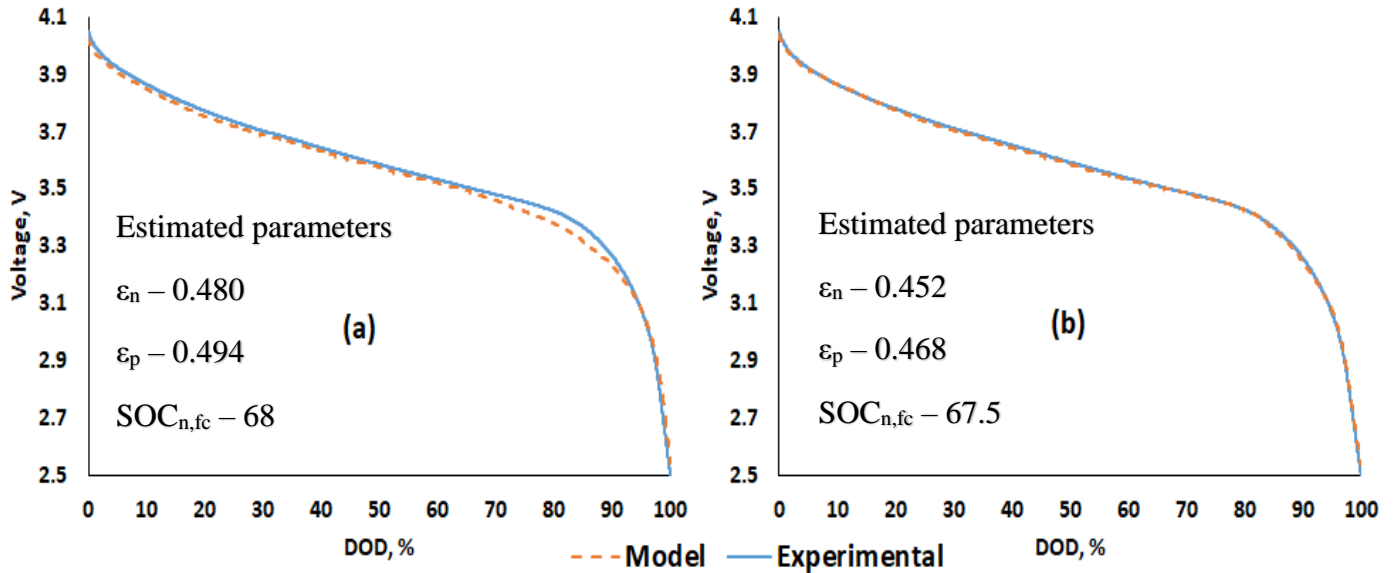 4.1
3.9
3.7
3.5
3.3
3.1
2.9
2.7
2.5
Voltage, V
0 10 20 30 40 50 60 70 80 90 100
DOD, %
Estimated parameters
εn – 0.480
εp – 0.494
SOCn,fc – 68
(a)
4.1
3.9
3.7
3.5
3.3
3.1
2.9
2.7
2.5
Voltage, V
0 10 20 30 40 50 60 70 80 90 100
DOD, %
Estimated parameters
εn – 0.452
εp – 0.468
SOCn,fc – 67.5
(b)
Model Experimental